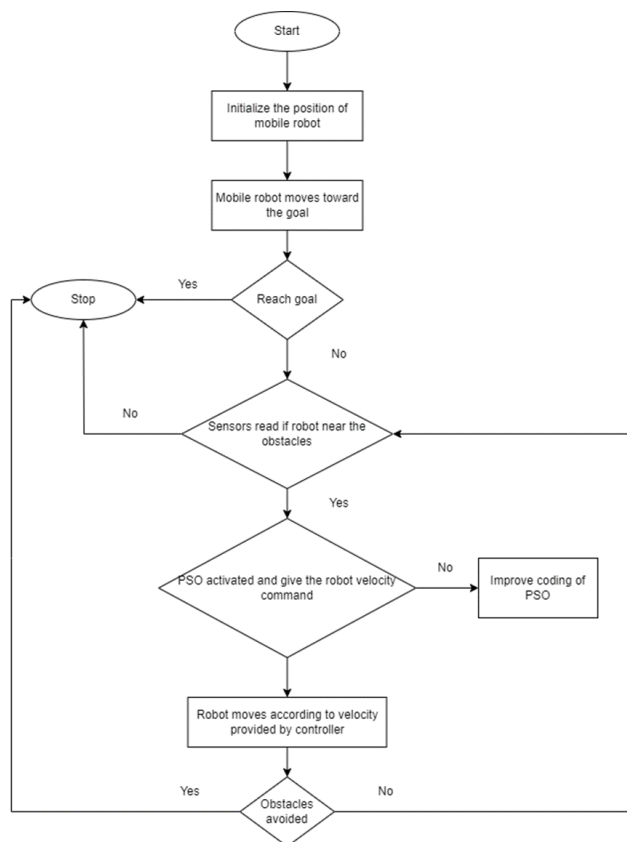 Start
Initialize the position of
mobile robot
Mobile robot moves toward
the goal
Yes
Stop
Reach goal
No
No
Sensors read if robot near the
obstacles
Yes
PSO activated and give the robot velocity
command
No
Improve coding of
PSO
Robot moves according to velocity
provided by controller
Yes
Obstacles
avoided
No